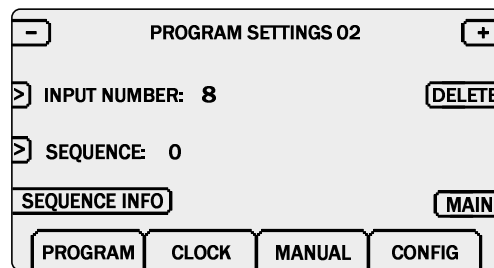 - PROGRAM SETTINGS 02 +
> INPUT NUMBER: 8 DELETE
> SEQUENCE: 0
SEQUENCE INFO MAIN
PROGRAM CLOCK MANUAL CONFIG